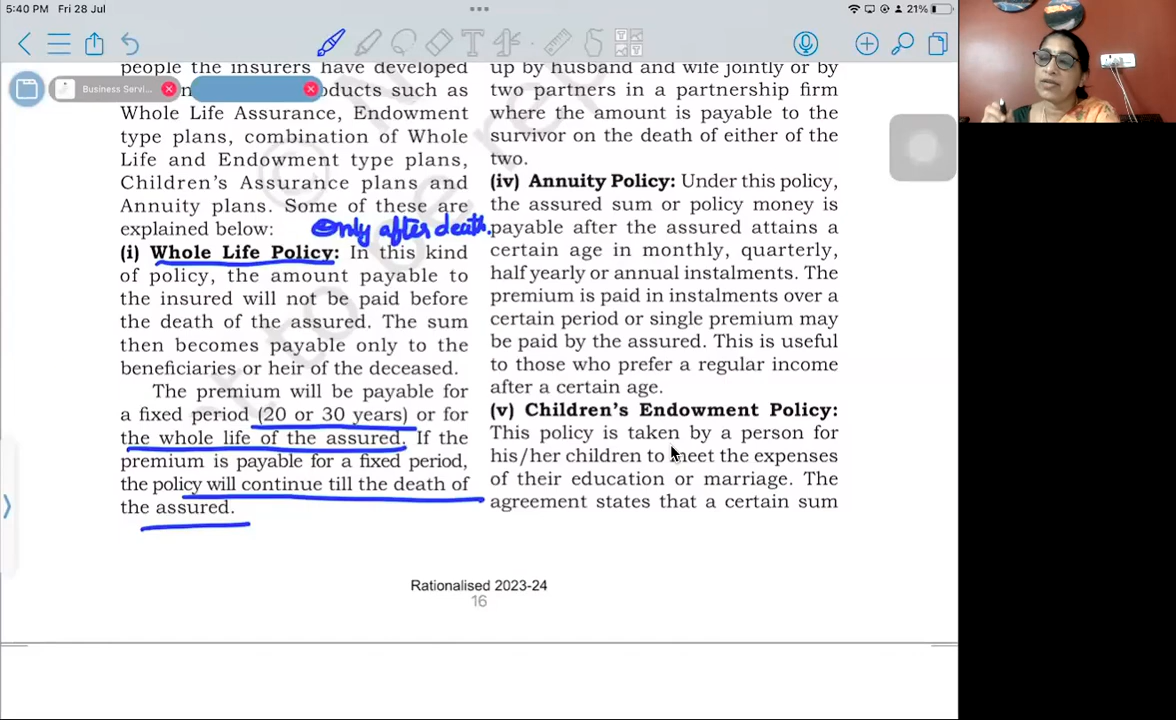 5:40 PM Fri 28 Jul
21%
Business Servi...
people the insurers have developed
oducts such as
Whole Life Assurance, Endowment
type plans, combination of Whole
Life and Endowment type plans,
Children's Assurance plans and
Annuity plans. Some of these are
explained below:
Only after death.
(i) Whole Life Policy: In this kind
of policy, the amount payable to
the insured will not be paid before
the death of the assured. The sum
then becomes payable only to the
beneficiaries or heir of the deceased.
The premium will be payable for
a fixed period (20 or 30 years) or for
the whole life of the assured. If the
premium is payable for a fixed period,
the policy will continue till the death of
the assured.
up by husband and wife jointly or by
two partners in a partnership firm
where the amount is payable to the
survivor on the death of either of the
two.
(iv) Annuity Policy: Under this policy,
the assured sum or policy money is
payable after the assured attains a
certain age in monthly, quarterly,
half yearly or annual instalments. The
premium is paid in instalments over a
certain period or single premium may
be paid by the assured. This is useful
to those who prefer a regular income
after a certain age.
(v) Children's Endowment Policy:
This policy is taken by a person for
his/her children to meet the expenses
of their education or marriage. The
agreement states that a certain sum
Rationalised 2023-24
16